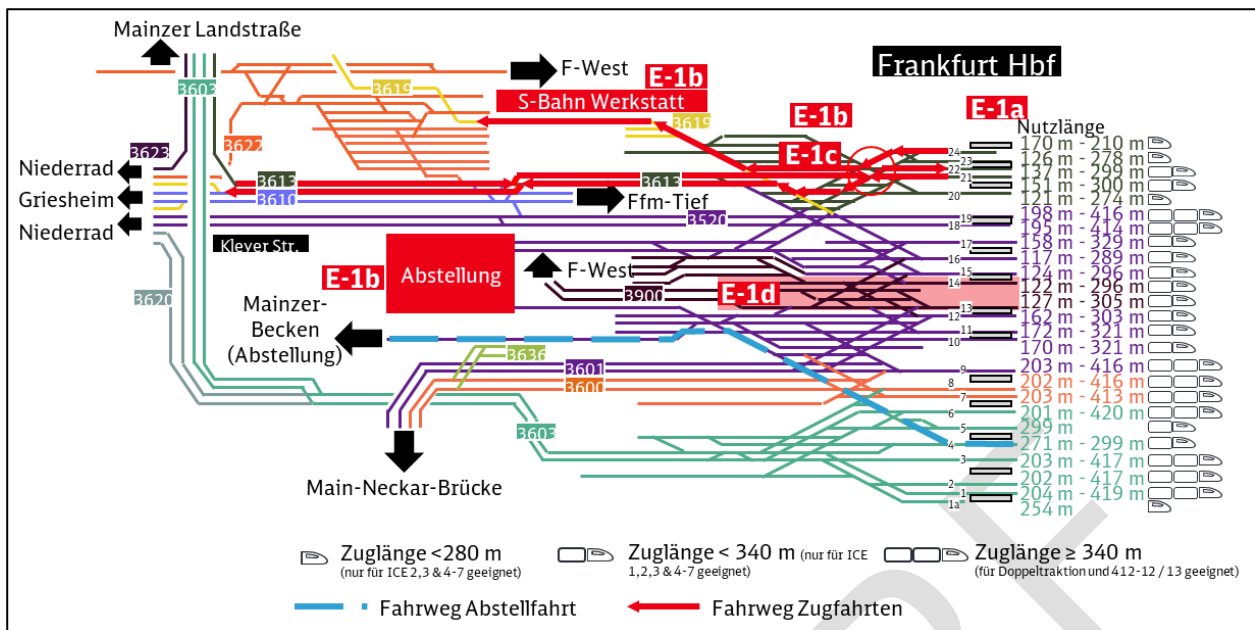 Mainzer Landstraße
F-West
Frankfurt Hbf
E-1b
S-Bahn Werkstatt
E-1b
E-1a
3603
3619
3619
Nutzlänge
3622
3623
E-1c
24
170 m - 210 m
23
126 m - 278 m
22
137 m - 299 m
21
151 m - 300 m
20
121 m - 274 m
Niederrad
Griesheim
Niederrad
3613
3613
3610
Ffm-Tief
3520
19
198 m - 416 m
18
195 m - 414 m
Klever Str.
17
158 m - 329 m
16
117 m - 289 m
15
124 m - 296 m
14
122 m - 296 m
13
127 m - 305 m
12
162 m - 303 m
11
172 m - 321 m
10
170 m - 321 m
9
203 m - 416 m
8
202 m - 416 m
7
203 m - 413 m
6
201 m - 420 m
5
299 m
4
271 m - 299 m
3
203 m - 417 m
2
202 m - 417 m
1
204 m - 419 m
1a
254 m
E-1b
Abstellung
F-West
3900
E-1d
3620
Mainzer-
Becken
(Abstellung)
3636
3601
3600
3603
Main-Neckar-Brücke
Zuglänge <280 m
(nur für ICE 2,3 & 4-7 geeignet)
Zuglänge < 340 m (nur für ICE
1,2,3 & 4-7 geeignet)
Zuglänge ≥ 340 m
(für Doppeltraktion und 412-12 / 13 geeignet)
Fahrweg Abstellfahrt
Fahrweg Zugfahrten